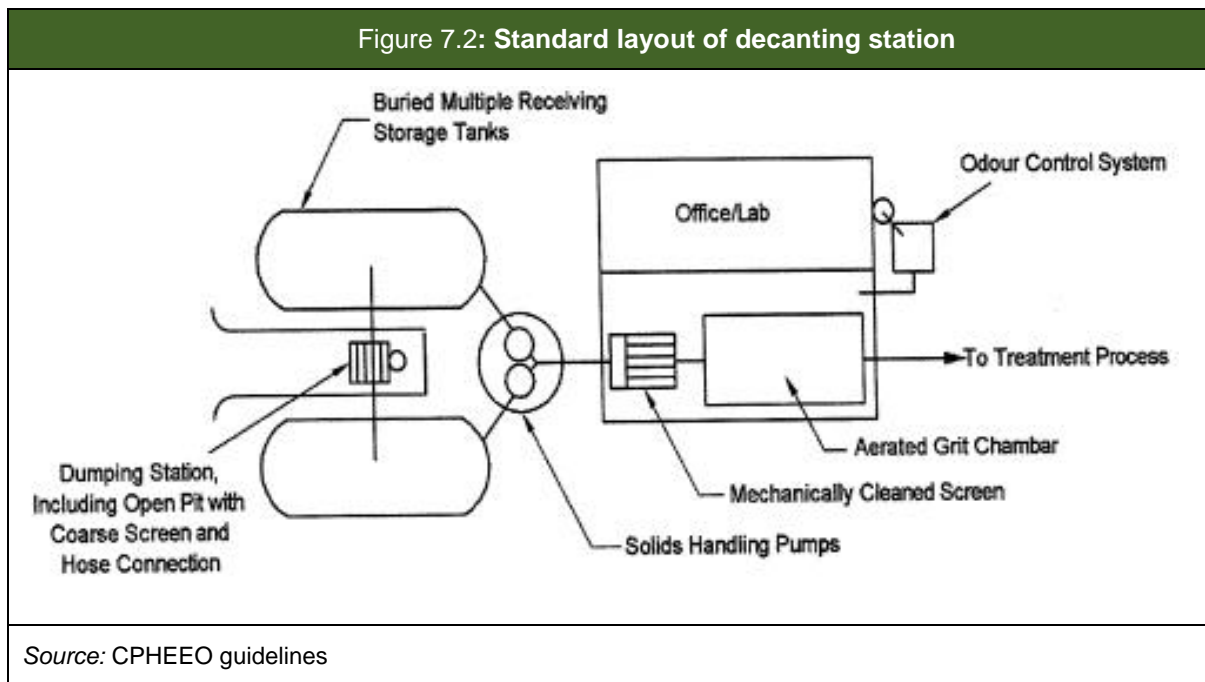 Figure 7.2: Standard layout of decanting station
Buried Multiple Receiving
Storage Tanks
Odour Control System
Office/Lab
To Treatment Process
Aerated Grit Chambar
Mechanically Cleaned Screen
Solids Handling Pumps
Dumping Station,
Including Open Pit with
Coarse Screen and
Hose Connection
Source: CPHEEO guidelines